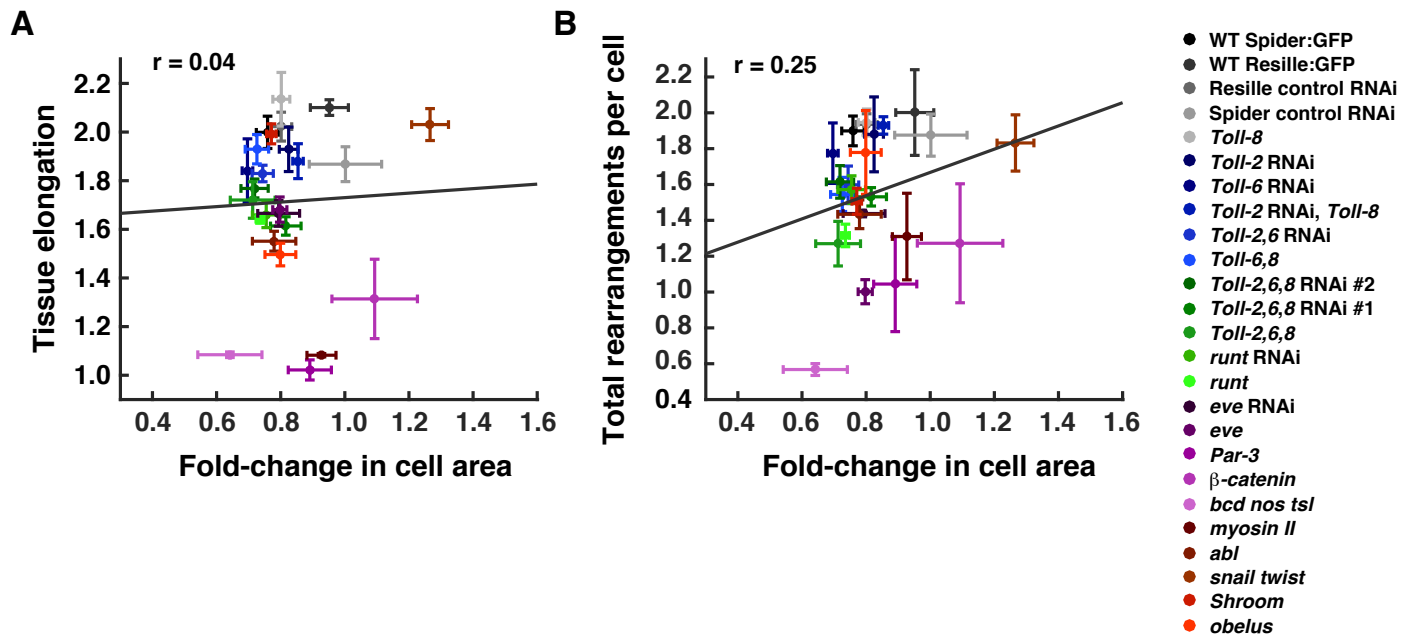 A
r = 0.04
Tissue elongation
2.2
2.0
1.8
1.6
1.4
1.2
1.0
0.4 0.6 0.8 1.0 1.2 1.4 1.6
Fold-change in cell area
B
r = 0.25
Total rearrangements per cell
2.2
2.0
1.8
1.6
1.4
1.2
1.0
0.8
0.6
0.4
0.4 0.6 0.8 1.0 1.2 1.4 1.6
Fold-change in cell area
WT Spider:GFP
WT Resille:GFP
Resille control RNAi
Spider control RNAi
Toll-8
Toll-2 RNAi
Toll-6 RNAi
Toll-2 RNAi, Toll-8
Toll-2,6 RNAi
Toll-6,8
Toll-2,6,8 RNAi #2
Toll-2,6,8 RNAi #1
Toll-2,6,8
runt RNAi
runt
eve RNAi
eve
Par-3
β-catenin
bcd nos tsl
myosin II
abl
snail twist
Shroom
obelus